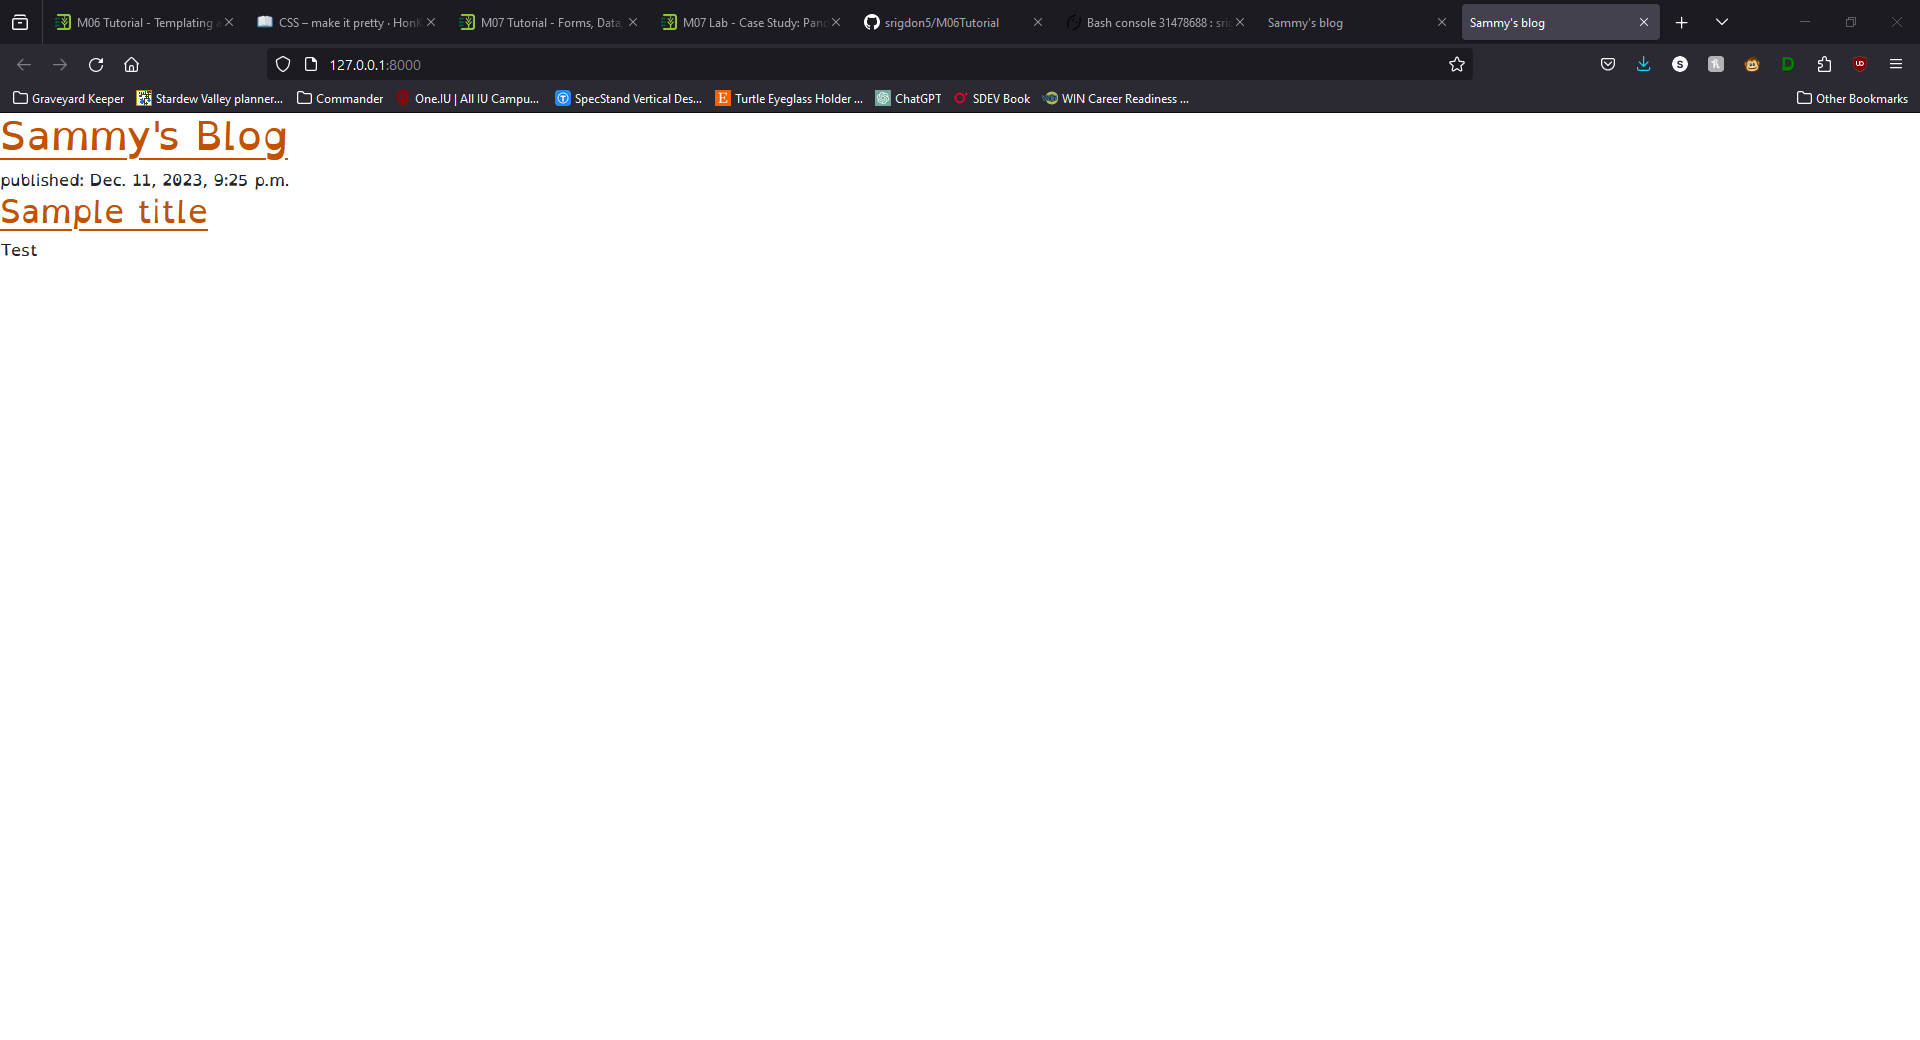 M06 Tutorial - Templating a
CSS – make it pretty · HonK
M07 Tutorial - Forms, Data,
M07 Lab - Case Study: Pan
srigdon5/M06Tutorial
Bash console 31478688 : srig
Sammy's blog
Sammy's blog
127.0.0.1:8000
Graveyard Keeper
Stardew Valley planner...
Commander
One.IU | All IU Campu...
SpecStand Vertical Des...
Turtle Eyeglass Holder ...
ChatGPT
SDEV Book
WIN Career Readiness ...
Other Bookmarks
Sammy's Blog
published: Dec. 11, 2023, 9:25 p.m.
Sample title
Test